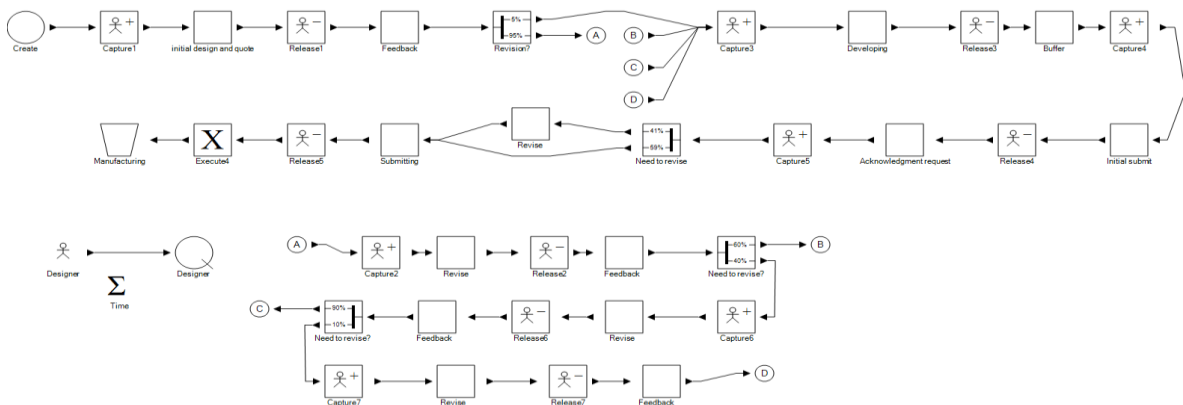 Create
Capture1
initial design and quote
Release1
Feedback
5%
95%
Revision?
A
B
C
D
Capture3
Developing
Release3
Buffer
Capture4
Manufacturing
X
Execute4
Release5
Submitting
Revise
41%
59%
Need to revise
Capture5
Acknowledgment request
Release4
Initial submit
Designer
Designer
Σ
Time
A
Capture2
Revise
Release2
Feedback
60%
40%
Need to revise?
B
C
90%
10%
Need to revise?
Feedback
Release6
Revise
Capture6
Capture7
Revise
Release7
Feedback
D